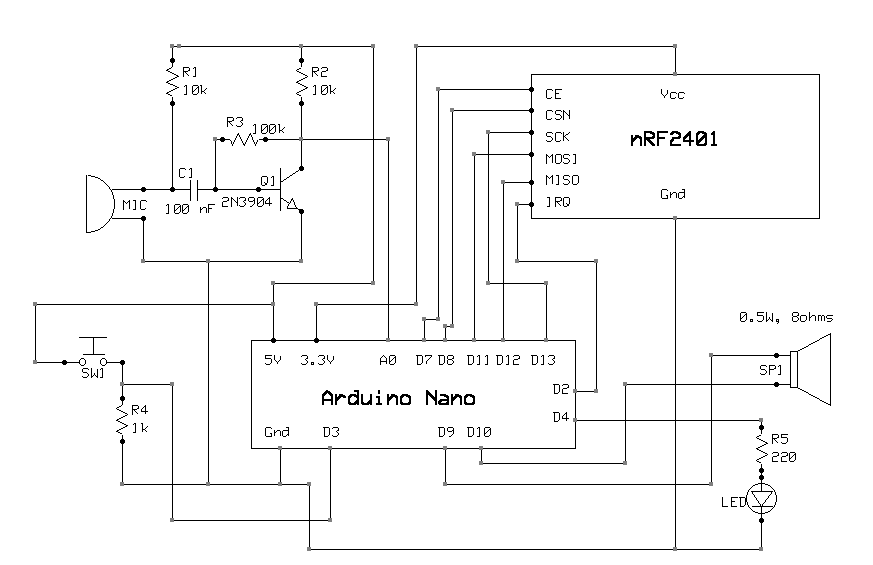 R1
10k
R2
10k
R3
100k
C1
100 nF
Q1
2N3904
MIC
CE
CSN
SCK
MOSI
MISO
IRQ
Vcc
nRF2401
Gnd
0.5W, 8ohms
SP1
SW1
R4
1k
5V
3.3V
A0
D7
D8
D11
D12
D13
D2
D4
Arduino Nano
Gnd
D3
D9
D10
R5
220
LED